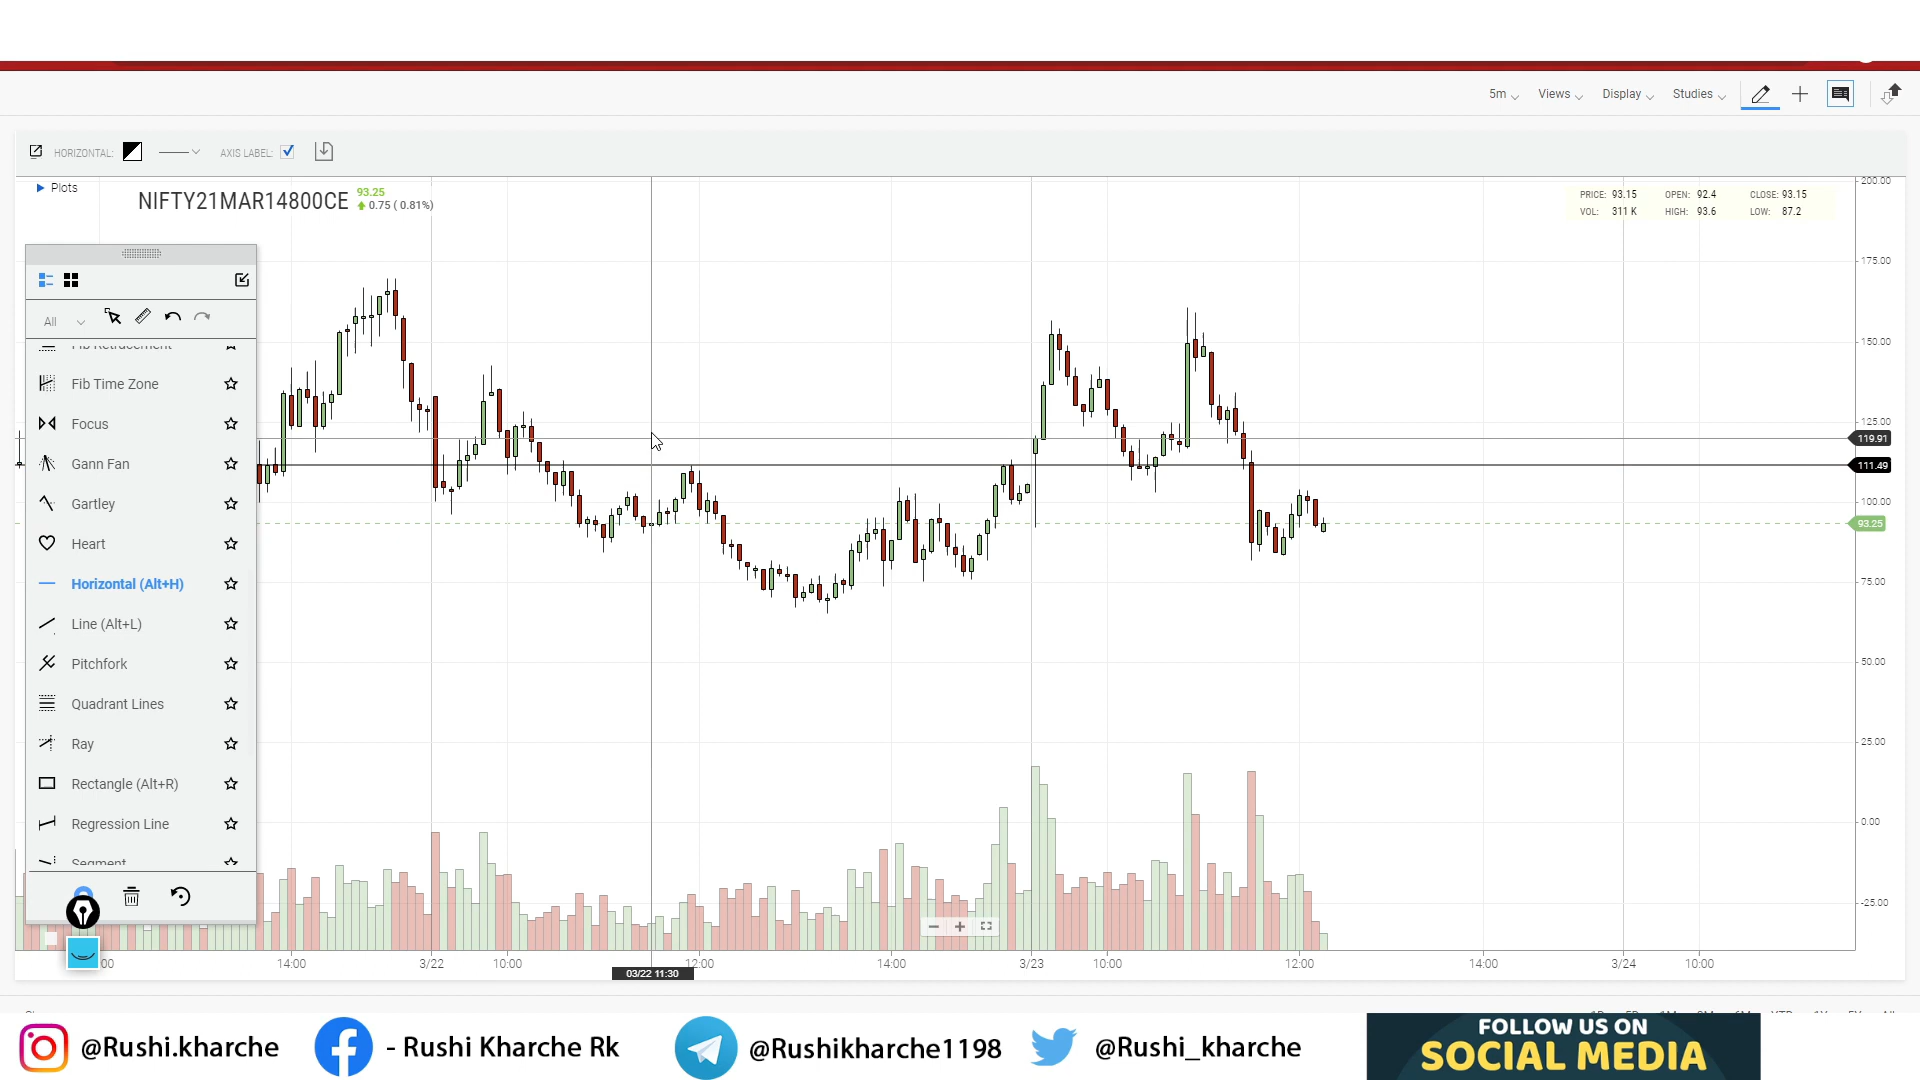 5m Views Display Studies
HORIZONTAL: AXIS LABEL:
Plots
NIFTY21MAR14800CE 93.25
0.75 ( 0.81%)
PRICE: 93.15 OPEN: 92.4 CLOSE: 93.15
VOL: 311 K HIGH: 93.6 LOW: 87.2
200.00
175.00
150.00
125.00
119.91
111.49
100.00
93.25
75.00
50.00
25.00
0.00
-25.00
All
Fib Retracement
Fib Time Zone
Focus
Gann Fan
Gartley
Heart
Horizontal (Alt+H)
Line (Alt+L)
Pitchfork
Quadrant Lines
Ray
Rectangle (Alt+R)
Regression Line
Segment
14:00 3/22 10:00 12:00 14:00 3/23 10:00 12:00 14:00 3/24 10:00
03/22 11:30
@Rushi.kharche - Rushi Kharche Rk @Rushikharche1198 @Rushi_kharche
FOLLOW US ON
SOCIAL MEDIA